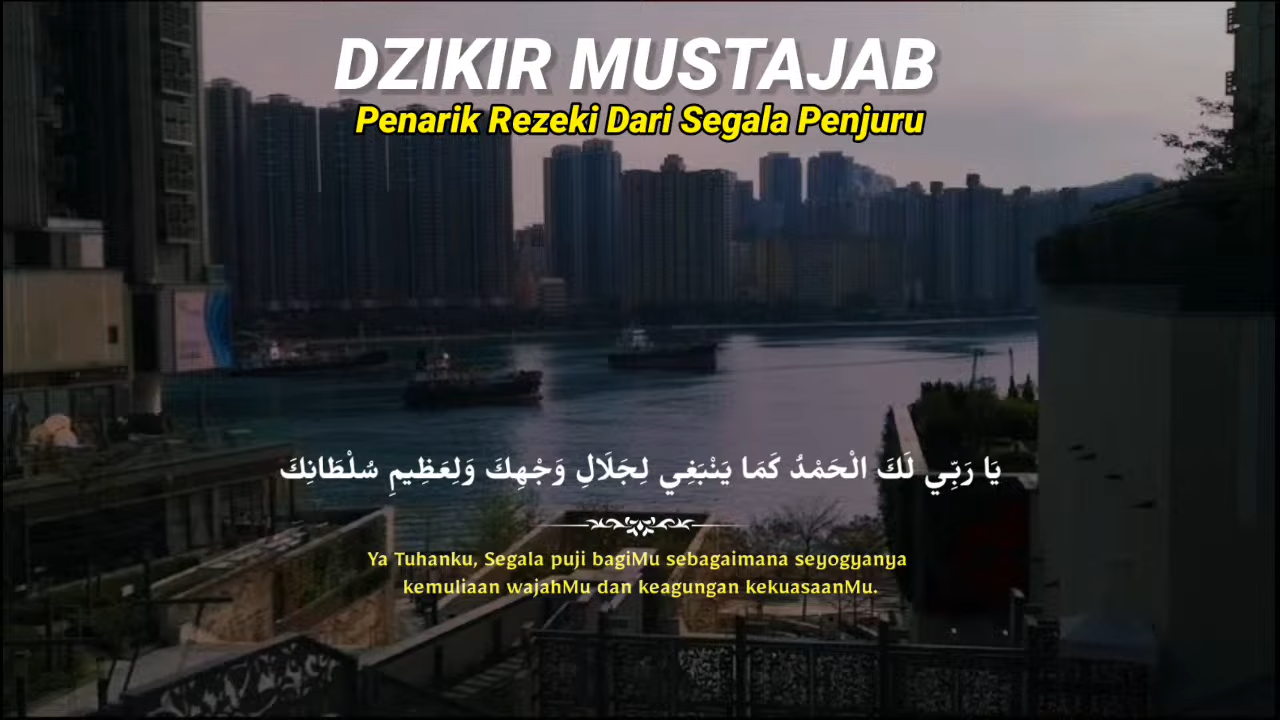 DZIKIR MUSTAJAB
Penarik Rezeki Dari Segala Penjuru
يَا رَبِّي لَكَ الْحَمْدُ كَمَا يَنْبَغِي لِجَلَالِ وَجْهِكَ وَلِعَظِيمِ سُلْطَانِكَ
Ya Tuhanku, Segala puji bagiMu sebagaimana seyogyanya
kemuliaan wajahMu dan keagungan kekuasaanMu.